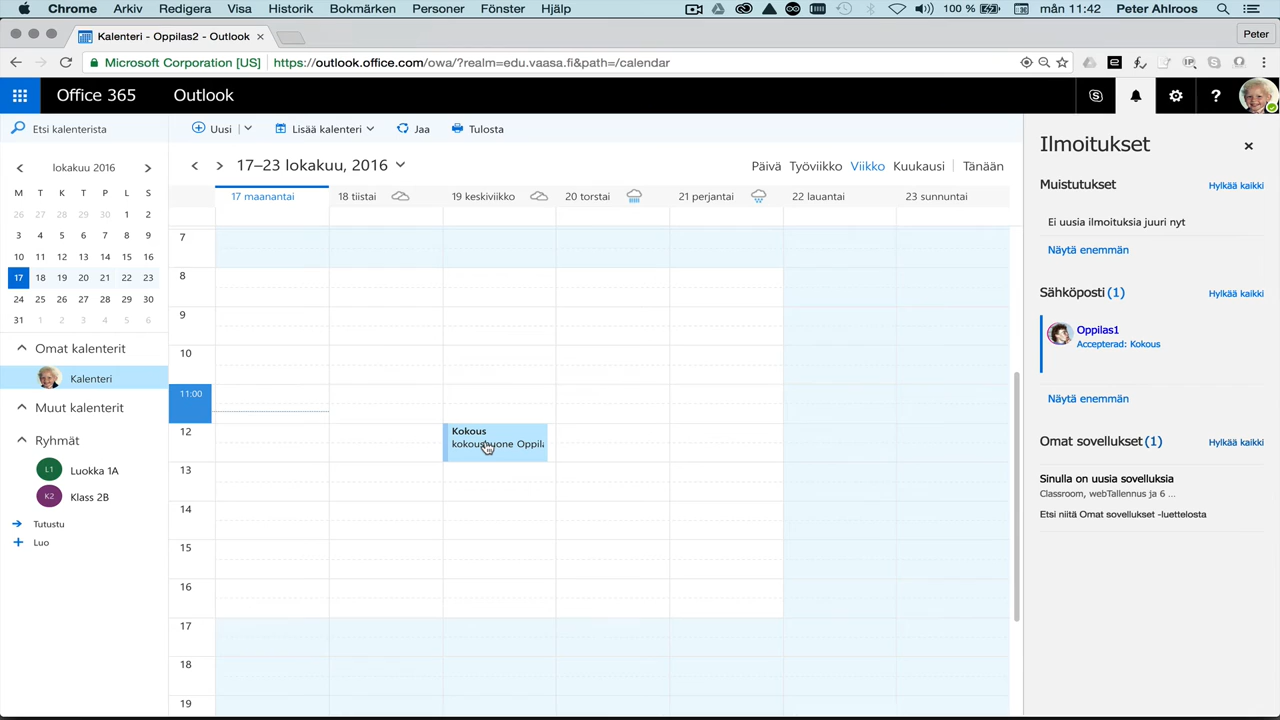 Chrome Arkiv Redigera Visa Historik Bokmärken Personer Fönster Hjälp 100 % mån 11:42 Peter Ahlroos
Kalenteri - Oppilas2 - Outlook Peter
Microsoft Corporation [US] https://outlook.office.com/owa/?realm=edu.vaasa.fi&path=/calendar
Office 365 Outlook
Etsi kalenterista Uusi Lisää kalenteri Jaa Tulosta
Ilmoitukset
lokakuu 2016 17–23 lokakuu, 2016 Päivä Työviikko Viikko Kuukausi Tänään
Muistutukset Hylkää kaikki
M T K T P L S
17 maanantai 18 tiistai 19 keskiviikko 20 torstai 21 perjantai 22 lauantai 23 sunnuntai
26 27 28 29 30 1 2
3 4 5 6 7 8 9
10 11 12 13 14 15 16
17 18 19 20 21 22 23
24 25 26 27 28 29 30
31 1 2 3 4 5 6
Ei uusia ilmoituksia juuri nyt
Näytä enemmän
Sähköposti (1) Hylkää kaikki
Oppilas1
Accepterad: Kokous
Näytä enemmän
Omat sovellukset (1) Hylkää kaikki
Sinulla on uusia sovelluksia
Classroom, webTallennus ja 6 ...
Etsi niitä Omat sovellukset -luettelosta
Omat kalenterit
Kalenteri
Muut kalenterit
Ryhmät
L1 Luokka 1A
K2 Klass 2B
Tutustu
Luo
7
8
9
10
11:00
12
13
14
15
16
17
18
19
Kokous